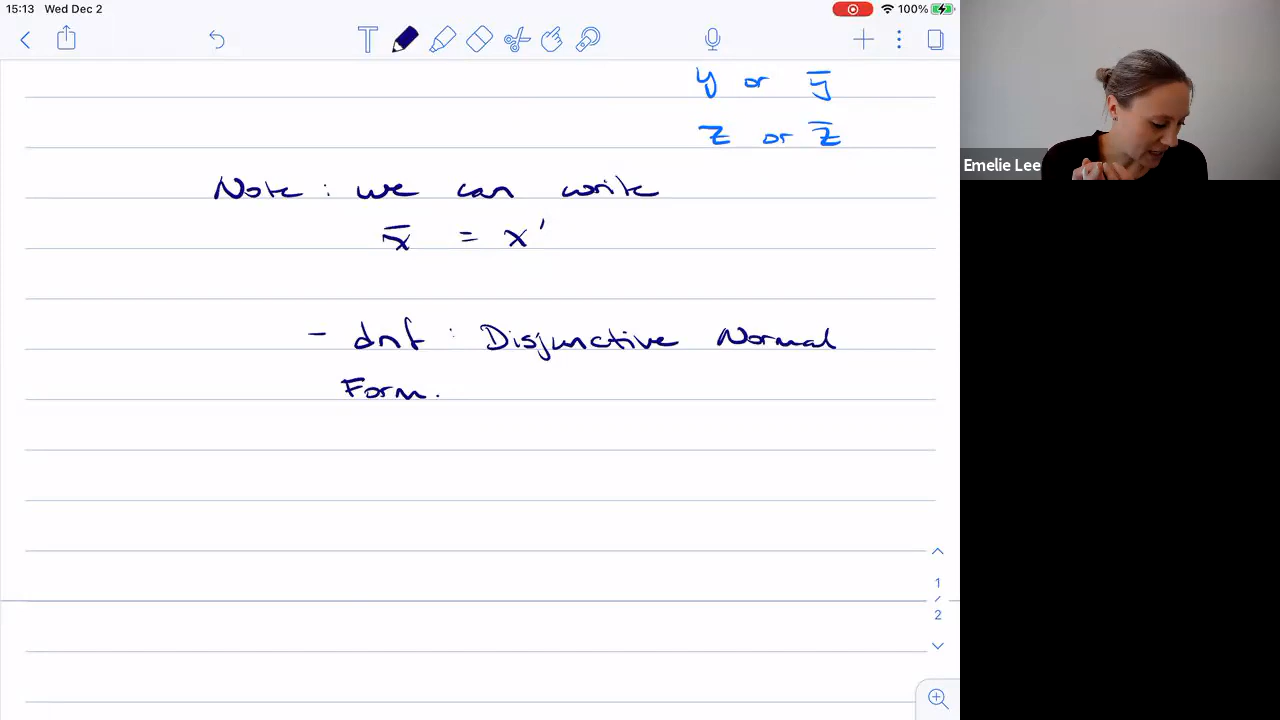 15:13 Wed Dec 2
100%
T
y or y̅
z or z̅
Emelie Lee
Note : we can write
x̅ = x'
- dnf : Disjunctive Normal
Form.
1
/
2